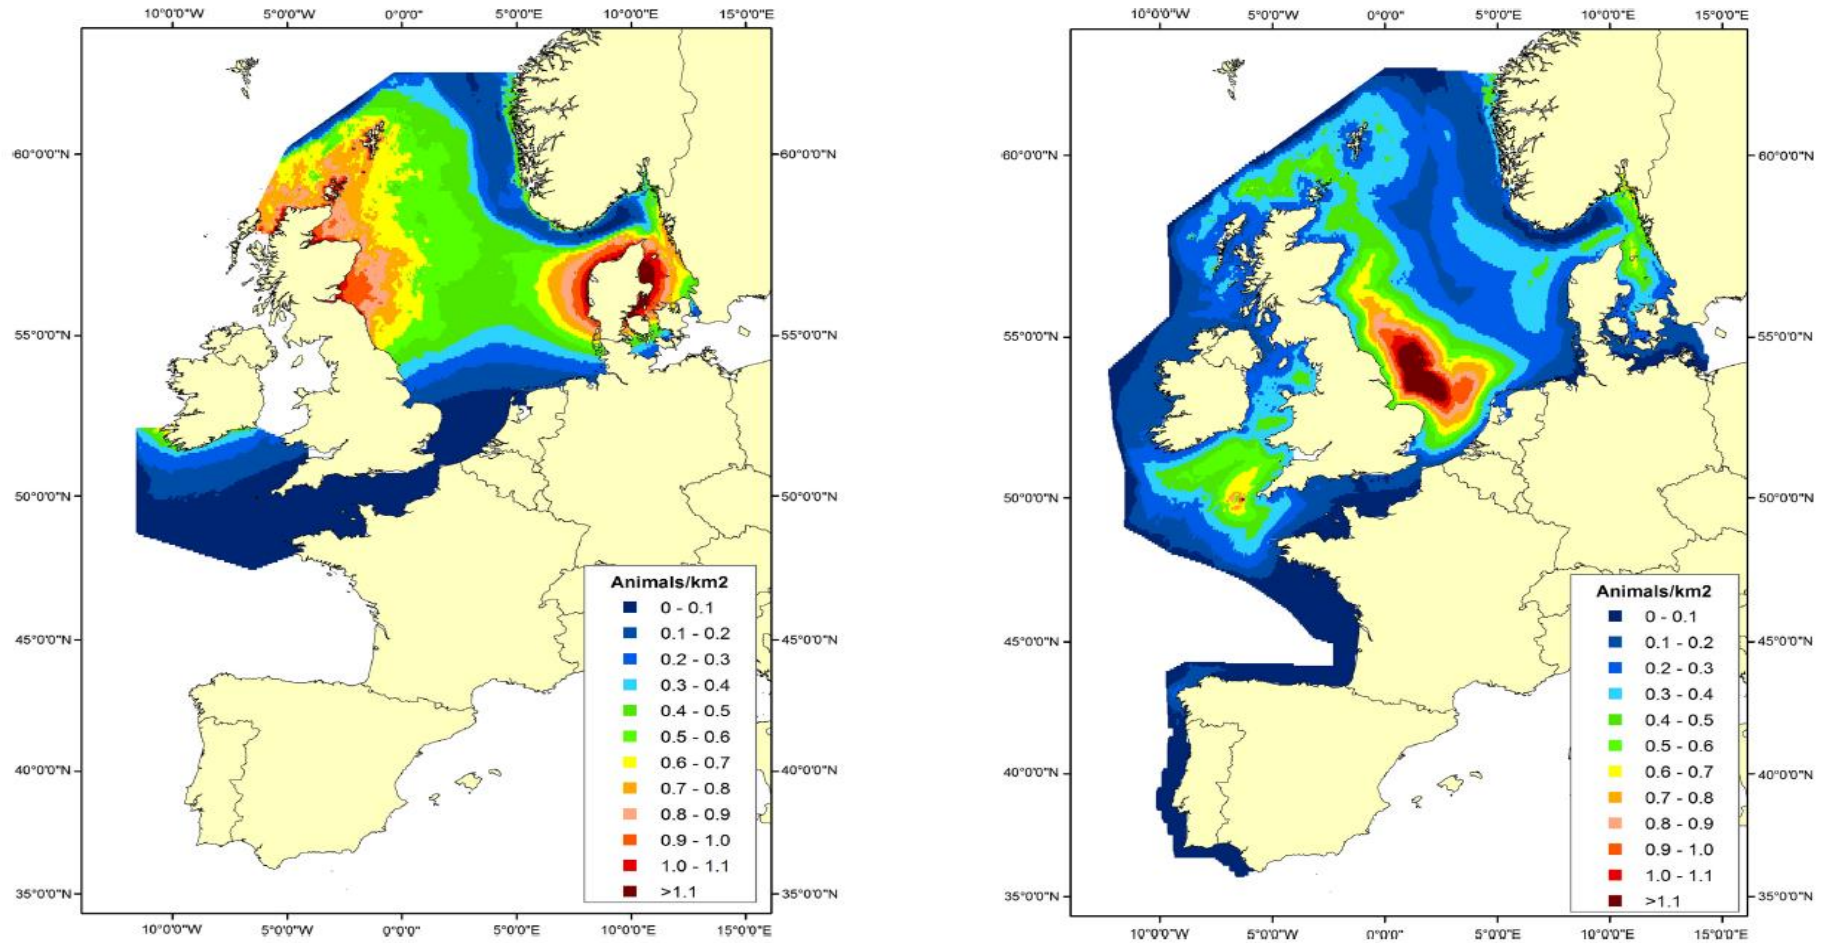 10°0'0"W 5°0'0"W 0°0'0" 5°0'0"E 10°0'0"E 15°0'0"E
60°0'0"N 60°0'0"N
55°0'0"N 55°0'0"N
50°0'0"N 50°0'0"N
45°0'0"N 45°0'0"N
40°0'0"N 40°0'0"N
35°0'0"N 35°0'0"N
Animals/km2
0 - 0.1
0.1 - 0.2
0.2 - 0.3
0.3 - 0.4
0.4 - 0.5
0.5 - 0.6
0.6 - 0.7
0.7 - 0.8
0.8 - 0.9
0.9 - 1.0
1.0 - 1.1
>1.1
10°0'0"W 5°0'0"W 0°0'0" 5°0'0"E 10°0'0"E 15°0'0"E
10°0'0"W 5°0'0"W 0°0'0" 5°0'0"E 10°0'0"E 15°0'0"E
60°0'0"N 60°0'0"N
55°0'0"N 55°0'0"N
50°0'0"N 50°0'0"N
45°0'0"N 45°0'0"N
40°0'0"N 40°0'0"N
35°0'0"N 35°0'0"N
Animals/km2
0 - 0.1
0.1 - 0.2
0.2 - 0.3
0.3 - 0.4
0.4 - 0.5
0.5 - 0.6
0.6 - 0.7
0.7 - 0.8
0.8 - 0.9
0.9 - 1.0
1.0 - 1.1
>1.1
10°0'0"W 5°0'0"W 0°0'0" 5°0'0"E 10°0'0"E 15°0'0"E